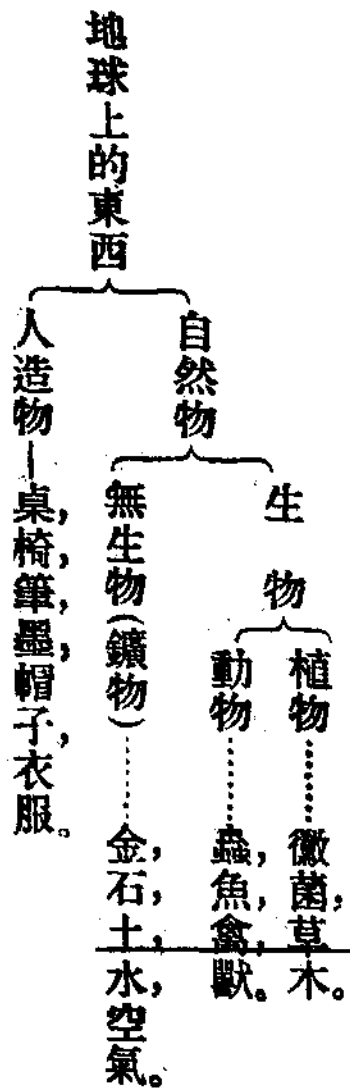 地球上的東西
自然物
生物
植物……黴菌,草木。
動物……蟲,魚,禽,獸。
無生物(鑛物)……金,石,土,水,空氣。
人造物—桌,椅,筆,墨,帽子,衣服。